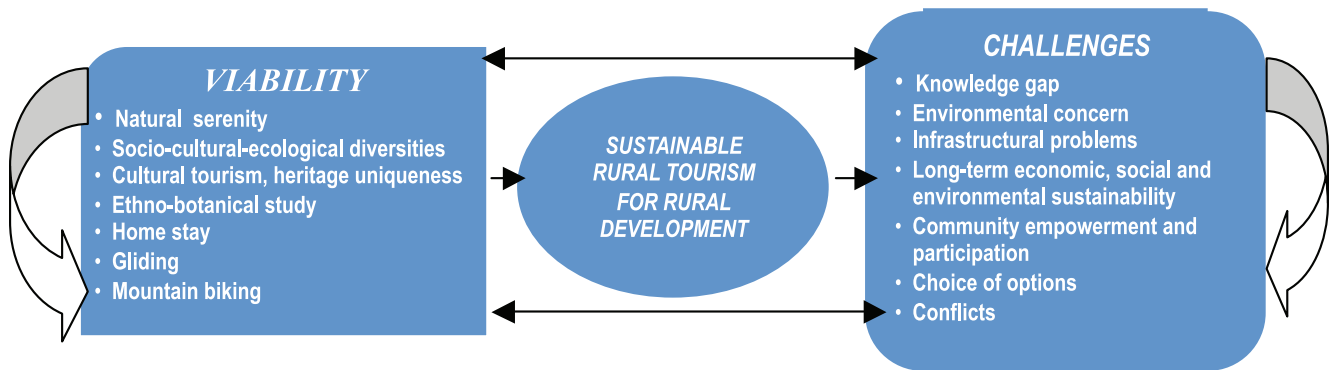 VIABILITY
• Natural serenity
• Socio-cultural-ecological diversities
• Cultural tourism, heritage uniqueness
• Ethno-botanical study
• Home stay
• Gliding
• Mountain biking
SUSTAINABLE
RURAL TOURISM
FOR RURAL
DEVELOPMENT
CHALLENGES
• Knowledge gap
• Environmental concern
• Infrastructural problems
• Long-term economic, social and
environmental sustainability
• Community empowerment and
participation
• Choice of options
• Conflicts